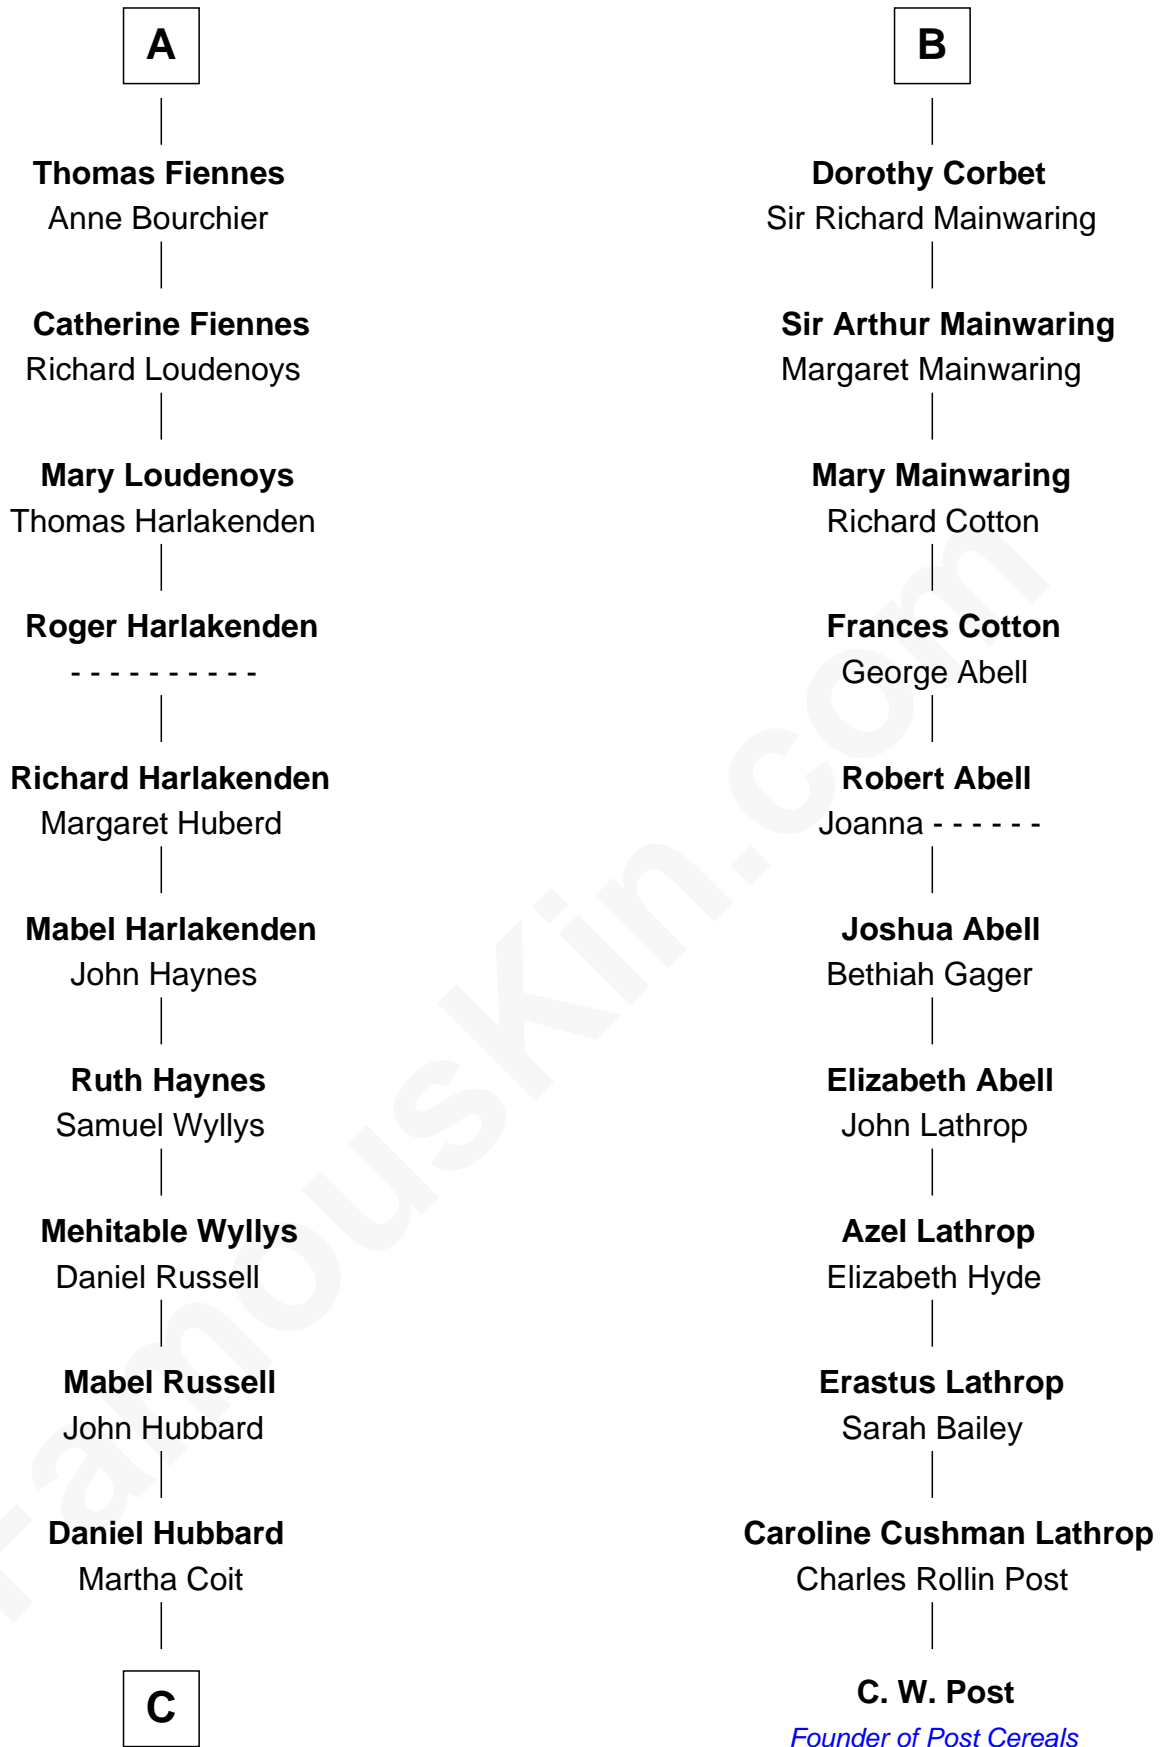 A
Thomas Fiennes
Anne Bourchier
Catherine Fiennes
Richard Loudenoys
Mary Loudenoys
Thomas Harlakenden
Roger Harlakenden
- - - - - - - - - -
Richard Harlakenden
Margaret Huberd
Mabel Harlakenden
John Haynes
Ruth Haynes
Samuel Wyllys
Mehitable Wyllys
Daniel Russell
Mabel Russell
John Hubbard
Daniel Hubbard
Martha Coit
C
B
Dorothy Corbet
Sir Richard Mainwaring
Sir Arthur Mainwaring
Margaret Mainwaring
Mary Mainwaring
Richard Cotton
Frances Cotton
George Abell
Robert Abell
Joanna - - - - - -
Joshua Abell
Bethiah Gager
Elizabeth Abell
John Lathrop
Azel Lathrop
Elizabeth Hyde
Erastus Lathrop
Sarah Bailey
Caroline Cushman Lathrop
Charles Rollin Post
C. W. Post
Founder of Post Cereals
FamousKin.com